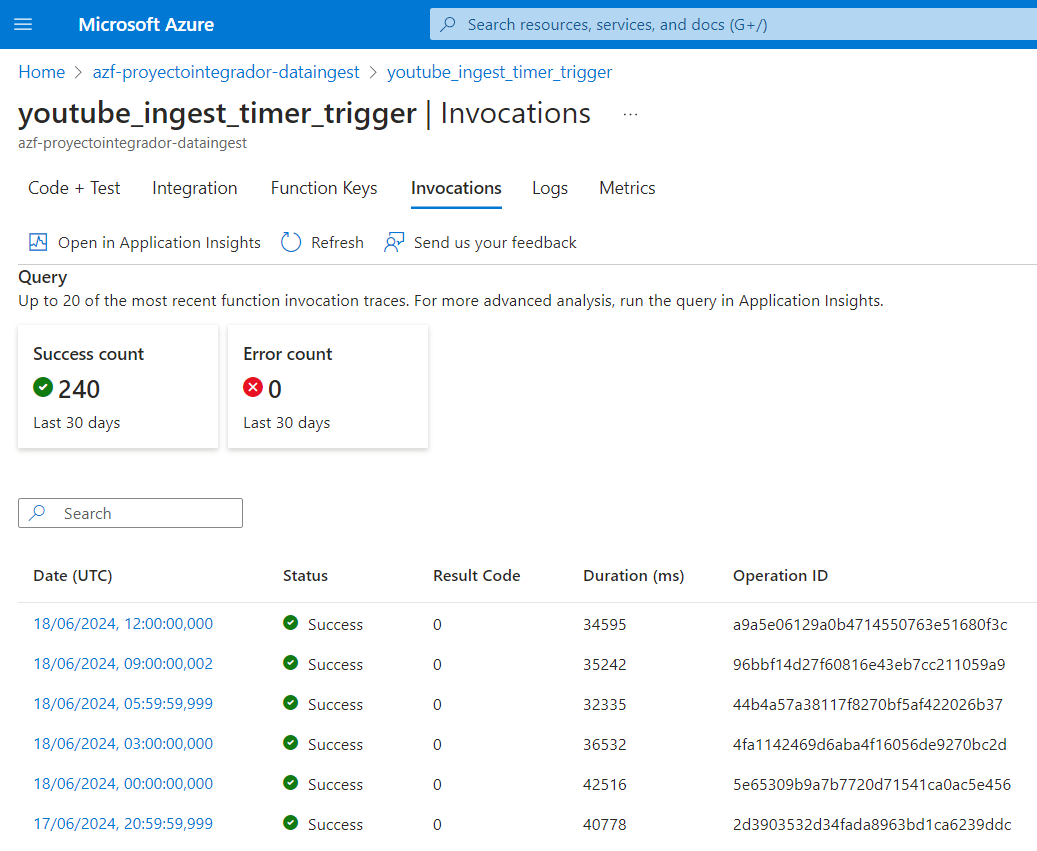 Microsoft Azure
Search resources, services, and docs (G+/)
Home > azf-proyectointegrador-dataingest > youtube_ingest_timer_trigger
youtube_ingest_timer_trigger | Invocations ...
azf-proyectointegrador-dataingest
Code + Test Integration Function Keys Invocations Logs Metrics
Open in Application Insights Refresh Send us your feedback
Query
Up to 20 of the most recent function invocation traces. For more advanced analysis, run the query in Application Insights.
Success count
240
Last 30 days
Error count
0
Last 30 days
Search
Date (UTC) Status Result Code Duration (ms) Operation ID
18/06/2024, 12:00:00,000 Success 0 34595 a9a5e06129a0b4714550763e51680f3c
18/06/2024, 09:00:00,002 Success 0 35242 96bbf14d27f60816e43eb7cc211059a9
18/06/2024, 05:59:59,999 Success 0 32335 44b4a57a38117f8270bf5af422026b37
18/06/2024, 03:00:00,000 Success 0 36532 4fa1142469d6aba4f16056de9270bc2d
18/06/2024, 00:00:00,000 Success 0 42516 5e65309b9a7b7720d71541ca0ac5e456
17/06/2024, 20:59:59,999 Success 0 40778 2d3903532d34fada8963bd1ca6239ddc